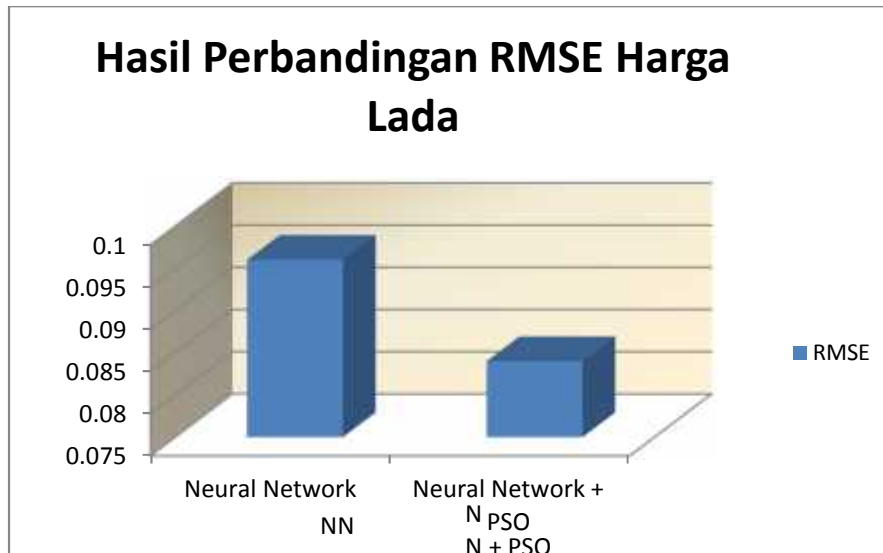 Hasil Perbandingan RMSE Harga
Lada
0.1
0.095
0.09
0.085
0.08
0.075
RMSE
Neural Network
NN
Neural Network +
N PSO
N + PSO